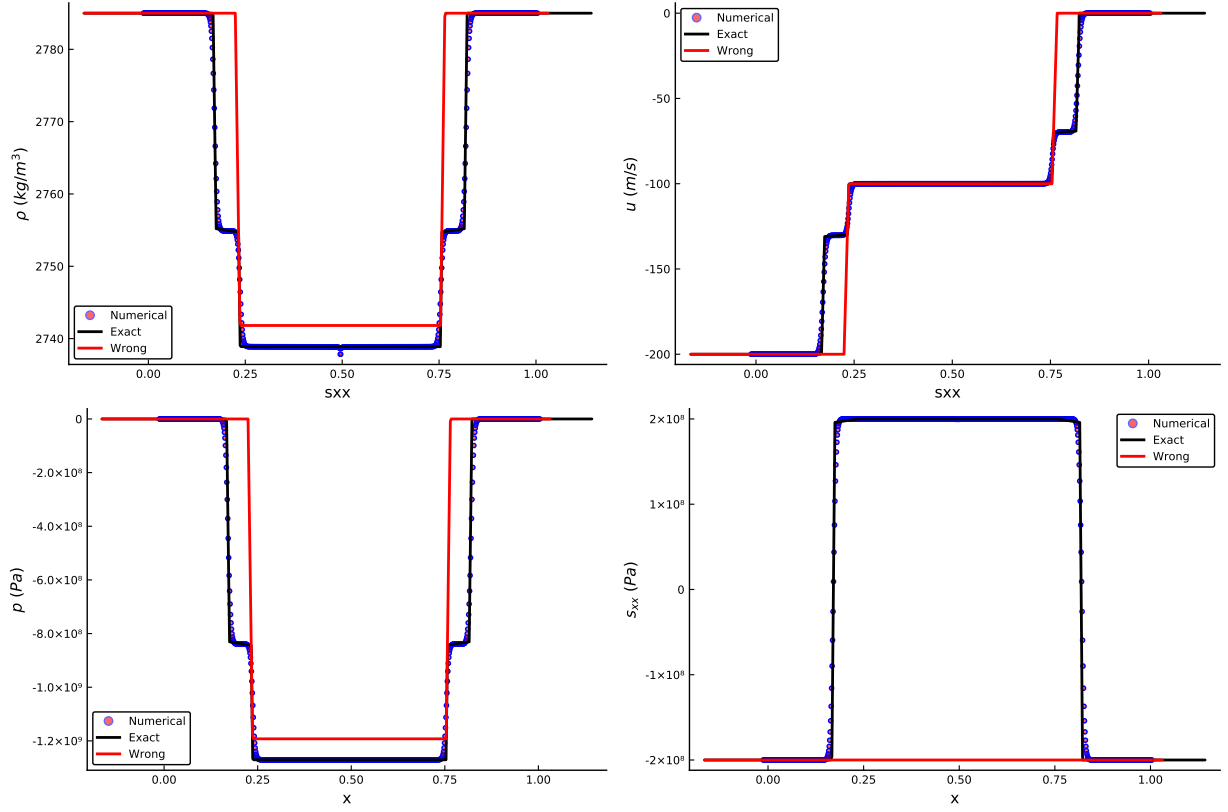 2780
2770
2760
2750
2740
ρ (kg/m³)
Numerical
Exact
Wrong
0.00 0.25 0.50 0.75 1.00
sxx
0
-50
-100
-150
-200
u (m/s)
Numerical
Exact
Wrong
0.00 0.25 0.50 0.75 1.00
sxx
0
-2.0×10⁸
-4.0×10⁸
-6.0×10⁸
-8.0×10⁸
-1.0×10⁹
-1.2×10⁹
p (Pa)
Numerical
Exact
Wrong
0.00 0.25 0.50 0.75 1.00
x
2×10⁸
1×10⁸
0
-1×10⁸
-2×10⁸
sₓₓ (Pa)
Numerical
Exact
Wrong
0.00 0.25 0.50 0.75 1.00
x